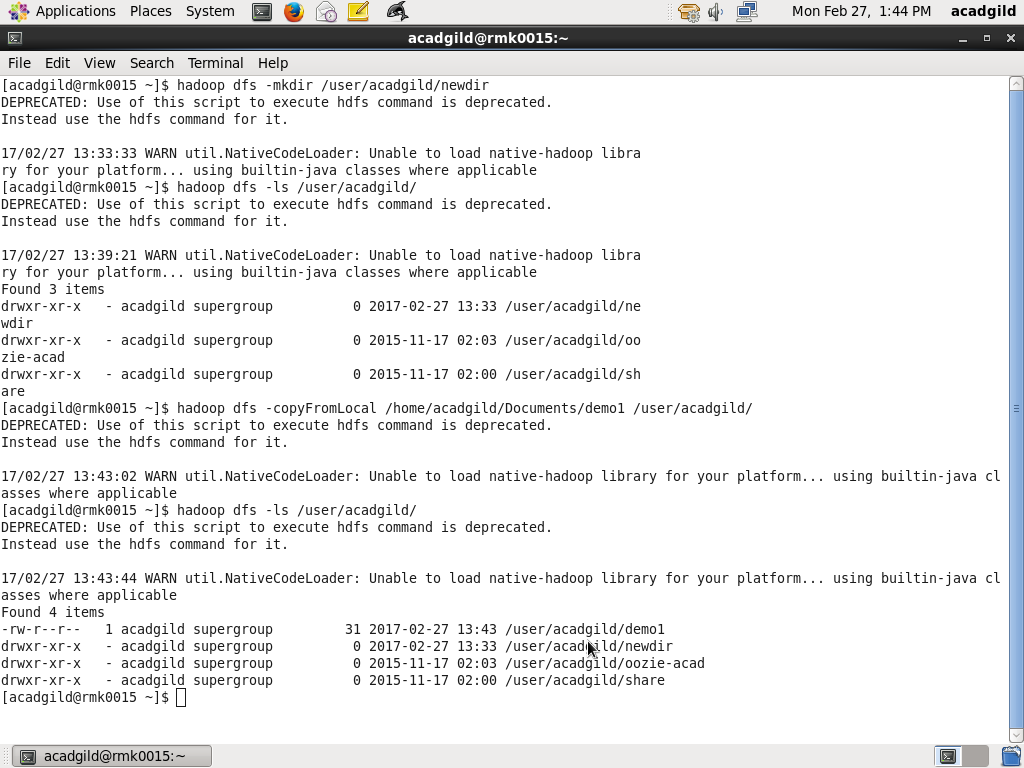 Applications Places System Mon Feb 27, 1:44 PM acadgild
acadgild@rmk0015:~
File Edit View Search Terminal Help
[acadgild@rmk0015 ~]$ hadoop dfs -mkdir /user/acadgild/newdir
DEPRECATED: Use of this script to execute hdfs command is deprecated.
Instead use the hdfs command for it.
17/02/27 13:33:33 WARN util.NativeCodeLoader: Unable to load native-hadoop libra
ry for your platform... using builtin-java classes where applicable
[acadgild@rmk0015 ~]$ hadoop dfs -ls /user/acadgild/
DEPRECATED: Use of this script to execute hdfs command is deprecated.
Instead use the hdfs command for it.
17/02/27 13:39:21 WARN util.NativeCodeLoader: Unable to load native-hadoop libra
ry for your platform... using builtin-java classes where applicable
Found 3 items
drwxr-xr-x   - acadgild supergroup          0 2017-02-27 13:33 /user/acadgild/ne
wdir
drwxr-xr-x   - acadgild supergroup          0 2015-11-17 02:03 /user/acadgild/oo
zie-acad
drwxr-xr-x   - acadgild supergroup          0 2015-11-17 02:00 /user/acadgild/sh
are
[acadgild@rmk0015 ~]$ hadoop dfs -copyFromLocal /home/acadgild/Documents/demo1 /user/acadgild/
DEPRECATED: Use of this script to execute hdfs command is deprecated.
Instead use the hdfs command for it.
17/02/27 13:43:02 WARN util.NativeCodeLoader: Unable to load native-hadoop library for your platform... using builtin-java cl
asses where applicable
[acadgild@rmk0015 ~]$ hadoop dfs -ls /user/acadgild/
DEPRECATED: Use of this script to execute hdfs command is deprecated.
Instead use the hdfs command for it.
17/02/27 13:43:44 WARN util.NativeCodeLoader: Unable to load native-hadoop library for your platform... using builtin-java cl
asses where applicable
Found 4 items
-rw-r--r--   1 acadgild supergroup         31 2017-02-27 13:43 /user/acadgild/demo1
drwxr-xr-x   - acadgild supergroup          0 2017-02-27 13:33 /user/acadgild/newdir
drwxr-xr-x   - acadgild supergroup          0 2015-11-17 02:03 /user/acadgild/oozie-acad
drwxr-xr-x   - acadgild supergroup          0 2015-11-17 02:00 /user/acadgild/share
[acadgild@rmk0015 ~]$
acadgild@rmk0015:~